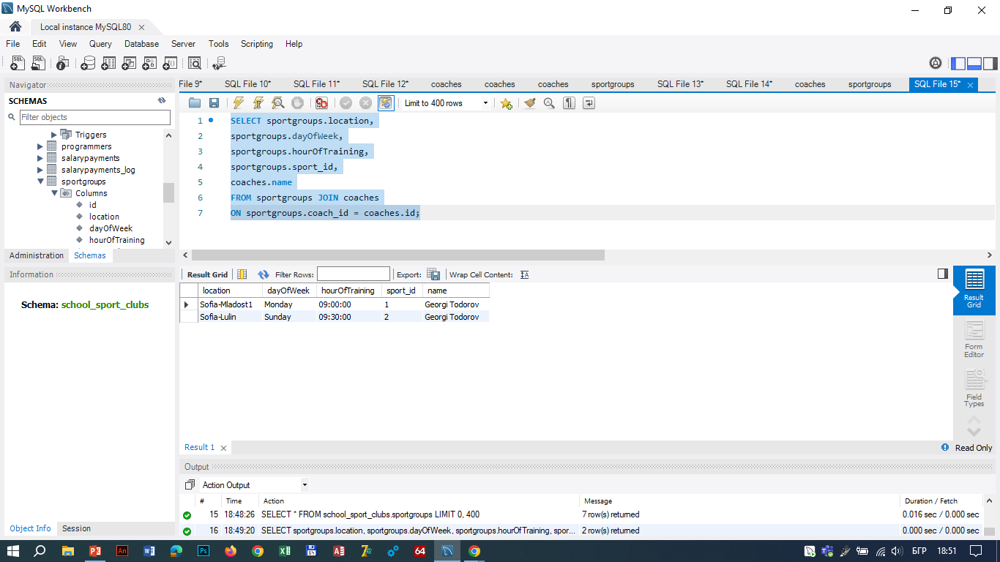 MySQL Workbench
Local instance MySQL80
File Edit View Query Database Server Tools Scripting Help
Navigator
SCHEMAS
Filter objects
Triggers
programmers
salarypayments
salarypayments_log
sportgroups
Columns
id
location
dayOfWeek
hourOfTraining
Administration Schemas
Information
Schema: school_sport_clubs
Object Info Session
File 9* SQL File 10* SQL File 11* SQL File 12* coaches coaches coaches sportgroups SQL File 13* SQL File 14* coaches sportgroups SQL File 15*
Limit to 400 rows
1 SELECT sportgroups.location,
2 sportgroups.dayOfWeek,
3 sportgroups.hourOfTraining,
4 sportgroups.sport_id,
5 coaches.name
6 FROM sportgroups JOIN coaches
7 ON sportgroups.coach_id = coaches.id;
Result Grid Filter Rows: Export: Wrap Cell Content:
location dayOfWeek hourOfTraining sport_id name
Sofia-Mladost1 Monday 09:00:00 1 Georgi Todorov
Sofia-Lulin Sunday 09:30:00 2 Georgi Todorov
Result
Grid
Form
Editor
Field
Types
Result 1 Read Only
Output
Action Output
# Time Action Message Duration / Fetch
15 18:48:26 SELECT * FROM school_sport_clubs.sportgroups LIMIT 0, 400 7 row(s) returned 0.016 sec / 0.000 sec
16 18:49:20 SELECT sportgroups.location, sportgroups.dayOfWeek, sportgroups.hourOfTraining, spor... 2 row(s) returned 0.000 sec / 0.000 sec
БГР 18:51